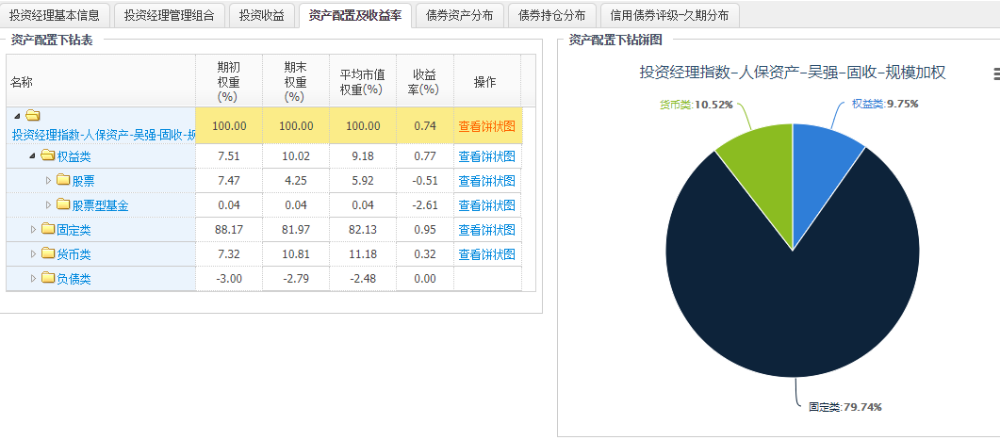 投资经理基本信息 投资经理管理组合 投资收益 资产配置及收益率 债券资产分布 债券持仓分布 信用债券评级-久期分布
资产配置下钻表
名称 期初权重(%) 期末权重(%) 平均市值权重(%) 收益率(%) 操作
投资经理指数-人保资产-吴强-固收-规 100.00 100.00 100.00 0.74 查看饼状图
权益类 7.51 10.02 9.18 0.77 查看饼状图
股票 7.47 4.25 5.92 -0.51 查看饼状图
股票型基金 0.04 0.04 0.04 -2.61 查看饼状图
固定类 88.17 81.97 82.13 0.95 查看饼状图
货币类 7.32 10.81 11.18 0.32 查看饼状图
负债类 -3.00 -2.79 -2.48 0.00
资产配置下钻饼图
投资经理指数-人保资产-吴强-固收-规模加权
货币类:10.52%
权益类:9.75%
固定类:79.74%